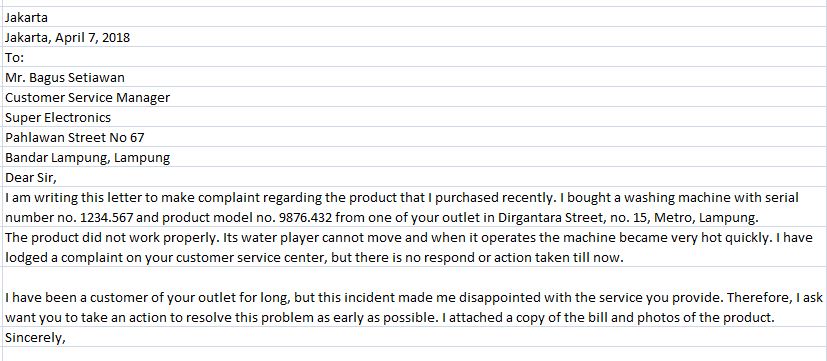 Jakarta
Jakarta, April 7, 2018
To:
Mr. Bagus Setiawan
Customer Service Manager
Super Electronics
Pahlawan Street No 67
Bandar Lampung, Lampung
Dear Sir,
I am writing this letter to make complaint regarding the product that I purchased recently. I bought a washing machine with serial
number no. 1234.567 and product model no. 9876.432 from one of your outlet in Dirgantara Street, no. 15, Metro, Lampung.
The product did not work properly. Its water player cannot move and when it operates the machine became very hot quickly. I have
lodged a complaint on your customer service center, but there is no respond or action taken till now.
I have been a customer of your outlet for long, but this incident made me disappointed with the service you provide. Therefore, I ask
want you to take an action to resolve this problem as early as possible. I attached a copy of the bill and photos of the product.
Sincerely,